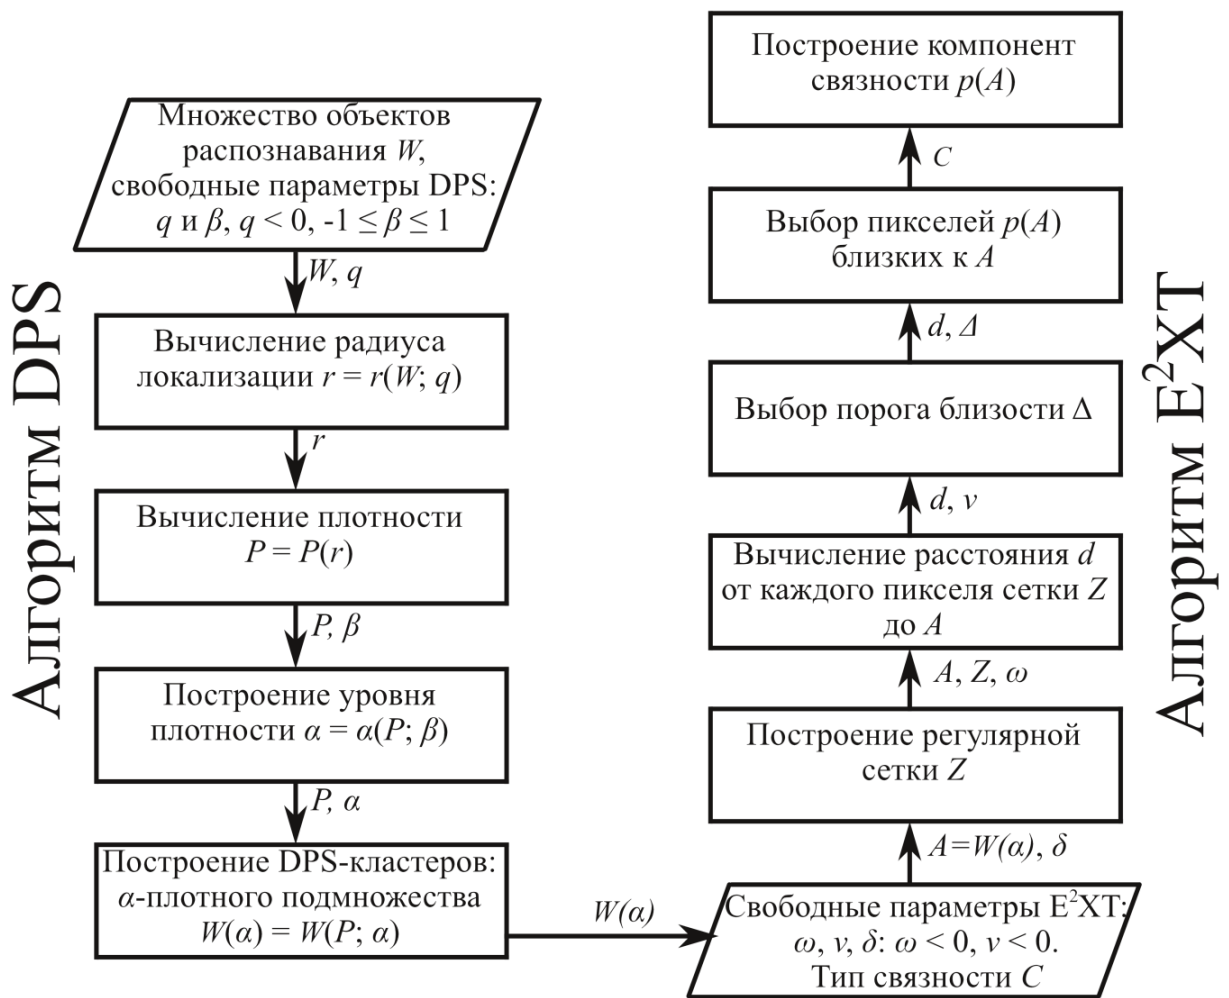 Алгоритм DPS
Множество объектов
распознавания W,
свободные параметры DPS:
q и β, q < 0, -1 ≤ β ≤ 1
W, q
Вычисление радиуса
локализации r = r(W; q)
r
Вычисление плотности
P = P(r)
P, β
Построение уровня
плотности α = α(P; β)
P, α
Построение DPS-кластеров:
α-плотного подмножества
W(α) = W(P; α)
W(α)
Свободные параметры E²XT:
ω, ν, δ: ω < 0, ν < 0.
Тип связности C
A=W(α), δ
Построение регулярной
сетки Z
A, Z, ω
Вычисление расстояния d
от каждого пикселя сетки Z
до A
d, ν
Выбор порога близости Δ
d, Δ
Выбор пикселей p(A)
близких к A
C
Построение компонент
связности p(A)
Алгоритм E²XT